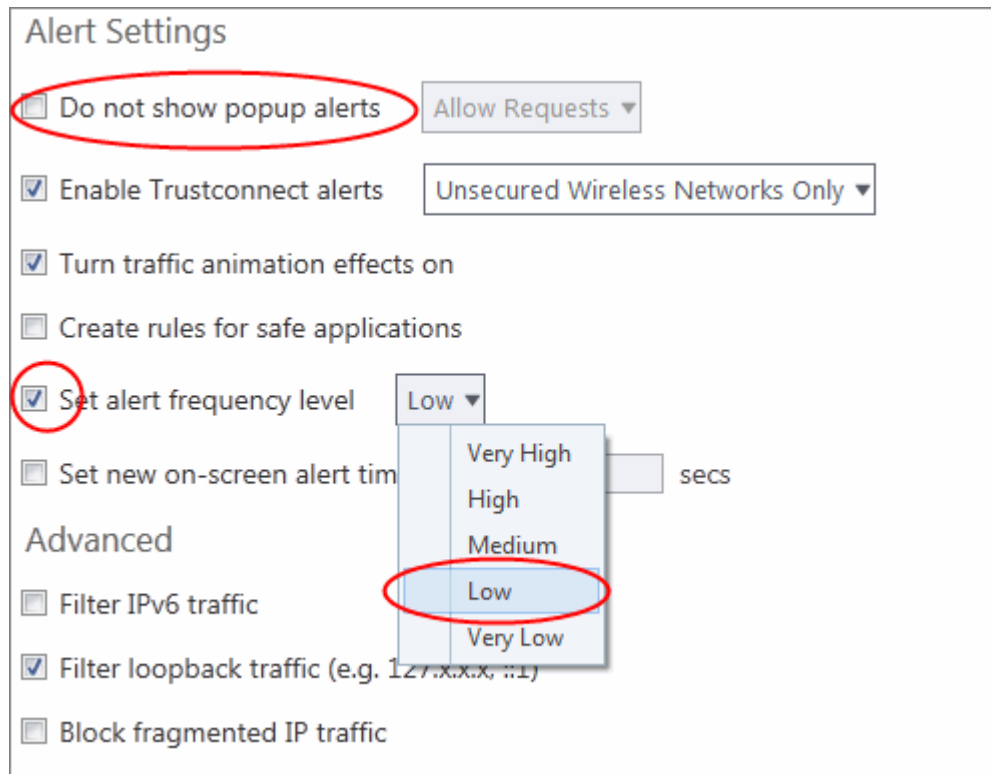 Alert Settings
Do not show popup alerts Allow Requests
Enable Trustconnect alerts Unsecured Wireless Networks Only
Turn traffic animation effects on
Create rules for safe applications
Set alert frequency level Low
Very High
Set new on-screen alert tim secs
High
Medium
Advanced
Low
Filter IPv6 traffic
Very Low
Filter loopback traffic (e.g. 127.x.x.x, ::1)
Block fragmented IP traffic